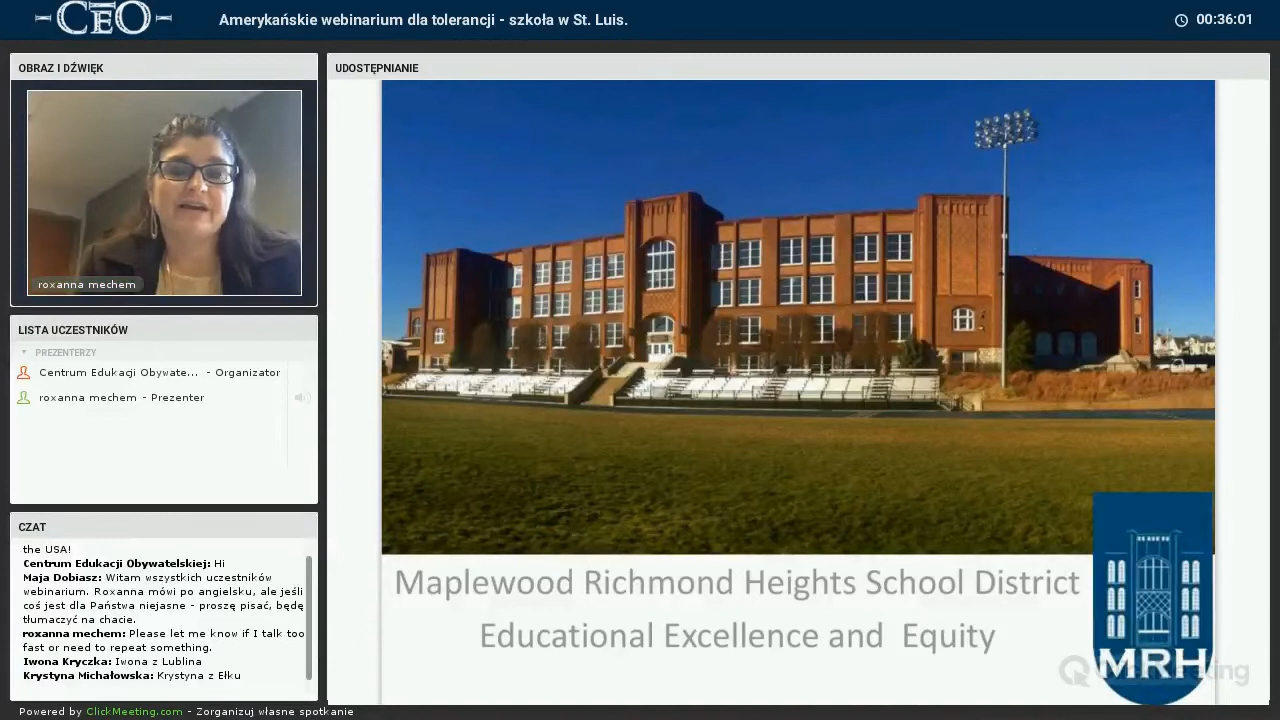 CEO
Amerykańskie webinarium dla tolerancji - szkoła w St. Luis.
00:36:01
OBRAZ I DŹWIĘK
roxanna mechem
LISTA UCZESTNIKÓW
PREZENTERZY
Centrum Edukacji Obywate... - Organizator
roxanna mechem - Prezenter
CZAT
the USA!
Centrum Edukacji Obywatelskiej: Hi
Maja Dobiasz: Witam wszystkich uczestników
webinarium. Roxanna mówi po angielsku, ale jeśli
coś jest dla Państwa niejasne - proszę pisać, będę
tłumaczyć na chacie.
roxanna mechem: Please let me know if I talk too
fast or need to repeat something.
Iwona Kryczka: Iwona z Lublina
Krystyna Michałowska: Krystyna z Ełku
UDOSTĘPNIANIE
Maplewood Richmond Heights School District
Educational Excellence and Equity
MRH
Powered by ClickMeeting.com - Zorganizuj własne spotkanie